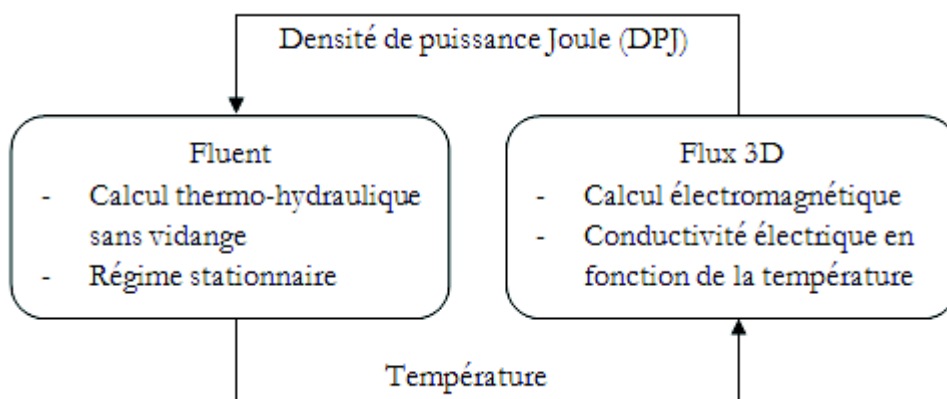 Densité de puissance Joule (DPJ)
Fluent
- Calcul thermo-hydraulique
sans vidange
- Régime stationnaire
Flux 3D
- Calcul électromagnétique
- Conductivité électrique en
fonction de la température
Température